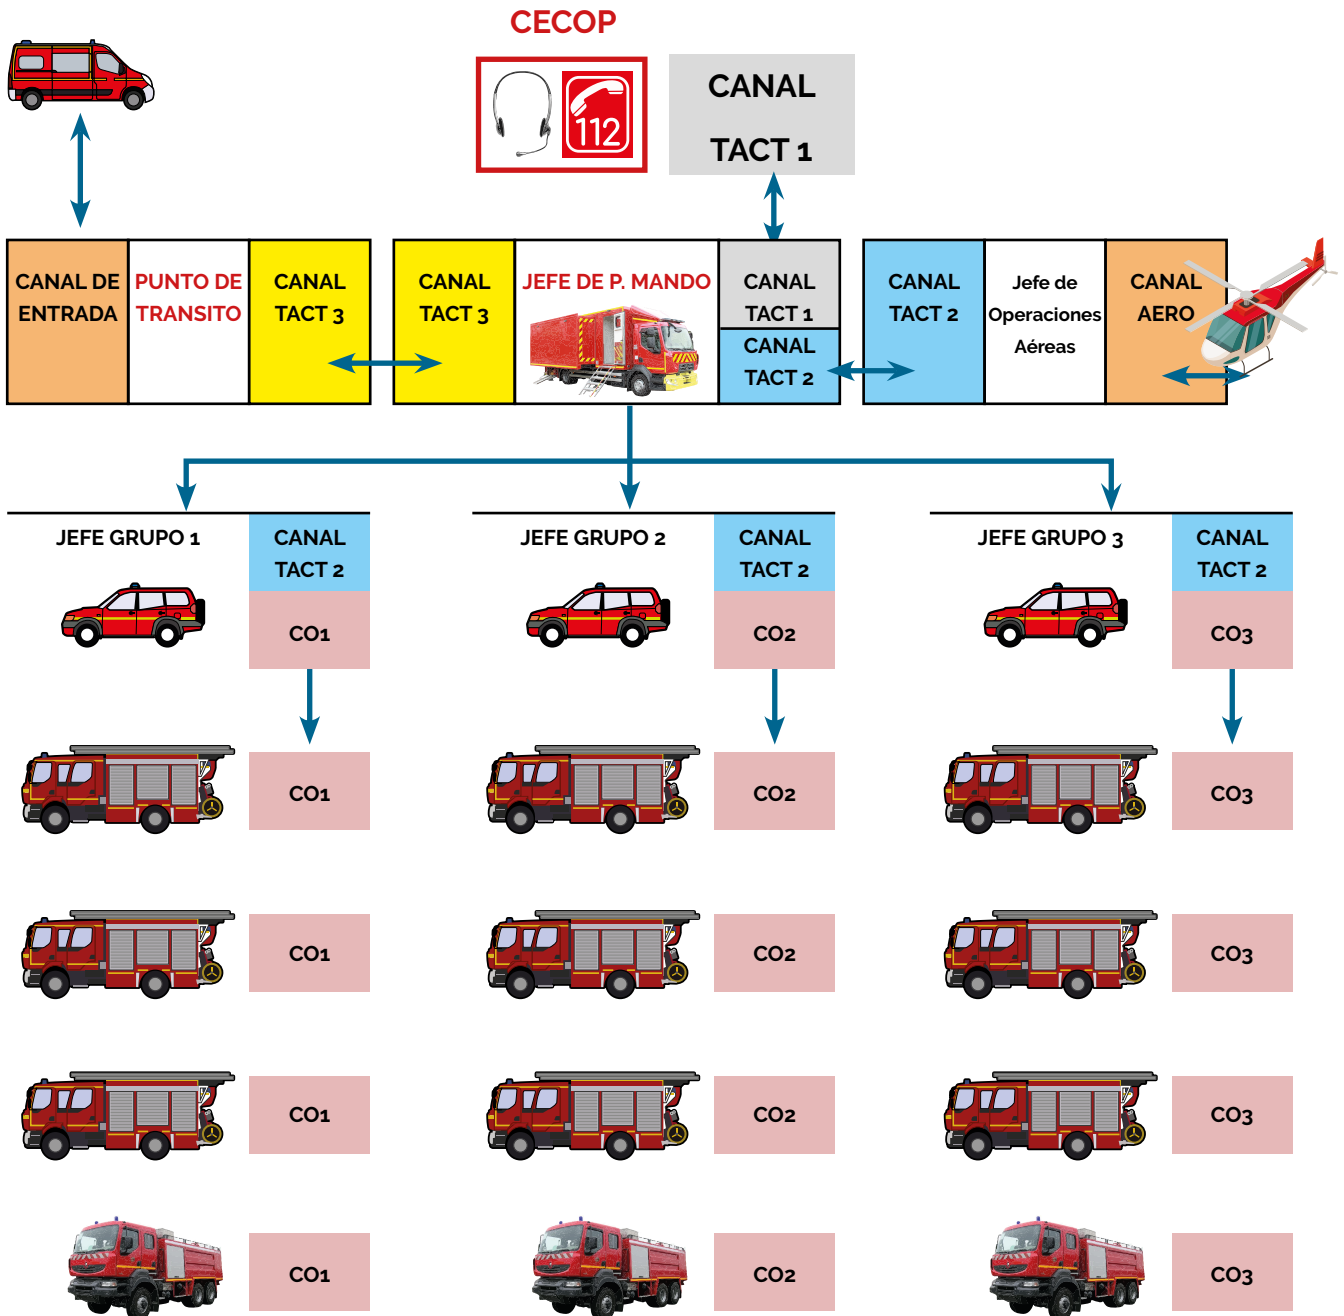 CECOP
112
CANAL
TACT 1
CANAL DE
ENTRADA
PUNTO DE
TRANSITO
CANAL
TACT 3
CANAL
TACT 3
JEFE DE P. MANDO
CANAL
TACT 1
CANAL
TACT 2
CANAL
TACT 2
Jefe de
Operaciones
Aéreas
CANAL
AERO
JEFE GRUPO 1
CANAL
TACT 2
CO1
JEFE GRUPO 2
CANAL
TACT 2
CO2
JEFE GRUPO 3
CANAL
TACT 2
CO3
CO1
CO2
CO3
CO1
CO2
CO3
CO1
CO2
CO3
CO1
CO2
CO3